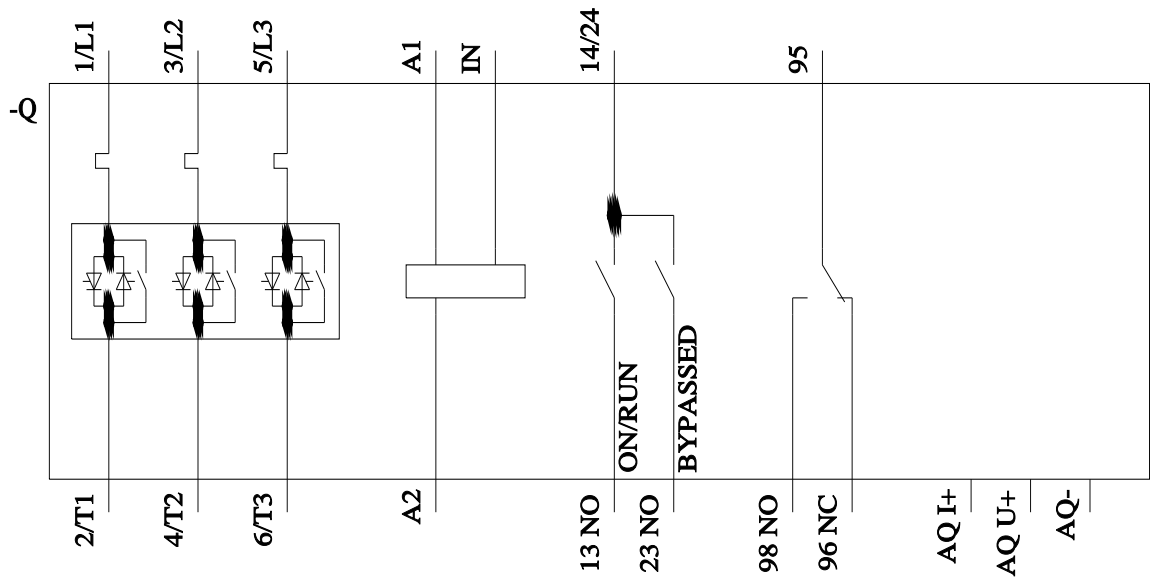 1/L1
3/L2
5/L3
A1
IN
14/24
95
-Q
ON/RUN
BYPASSED
2/T1
4/T2
6/T3
A2
13 NO
23 NO
98 NO
96 NC
AQ I+
AQ U+
AQ-